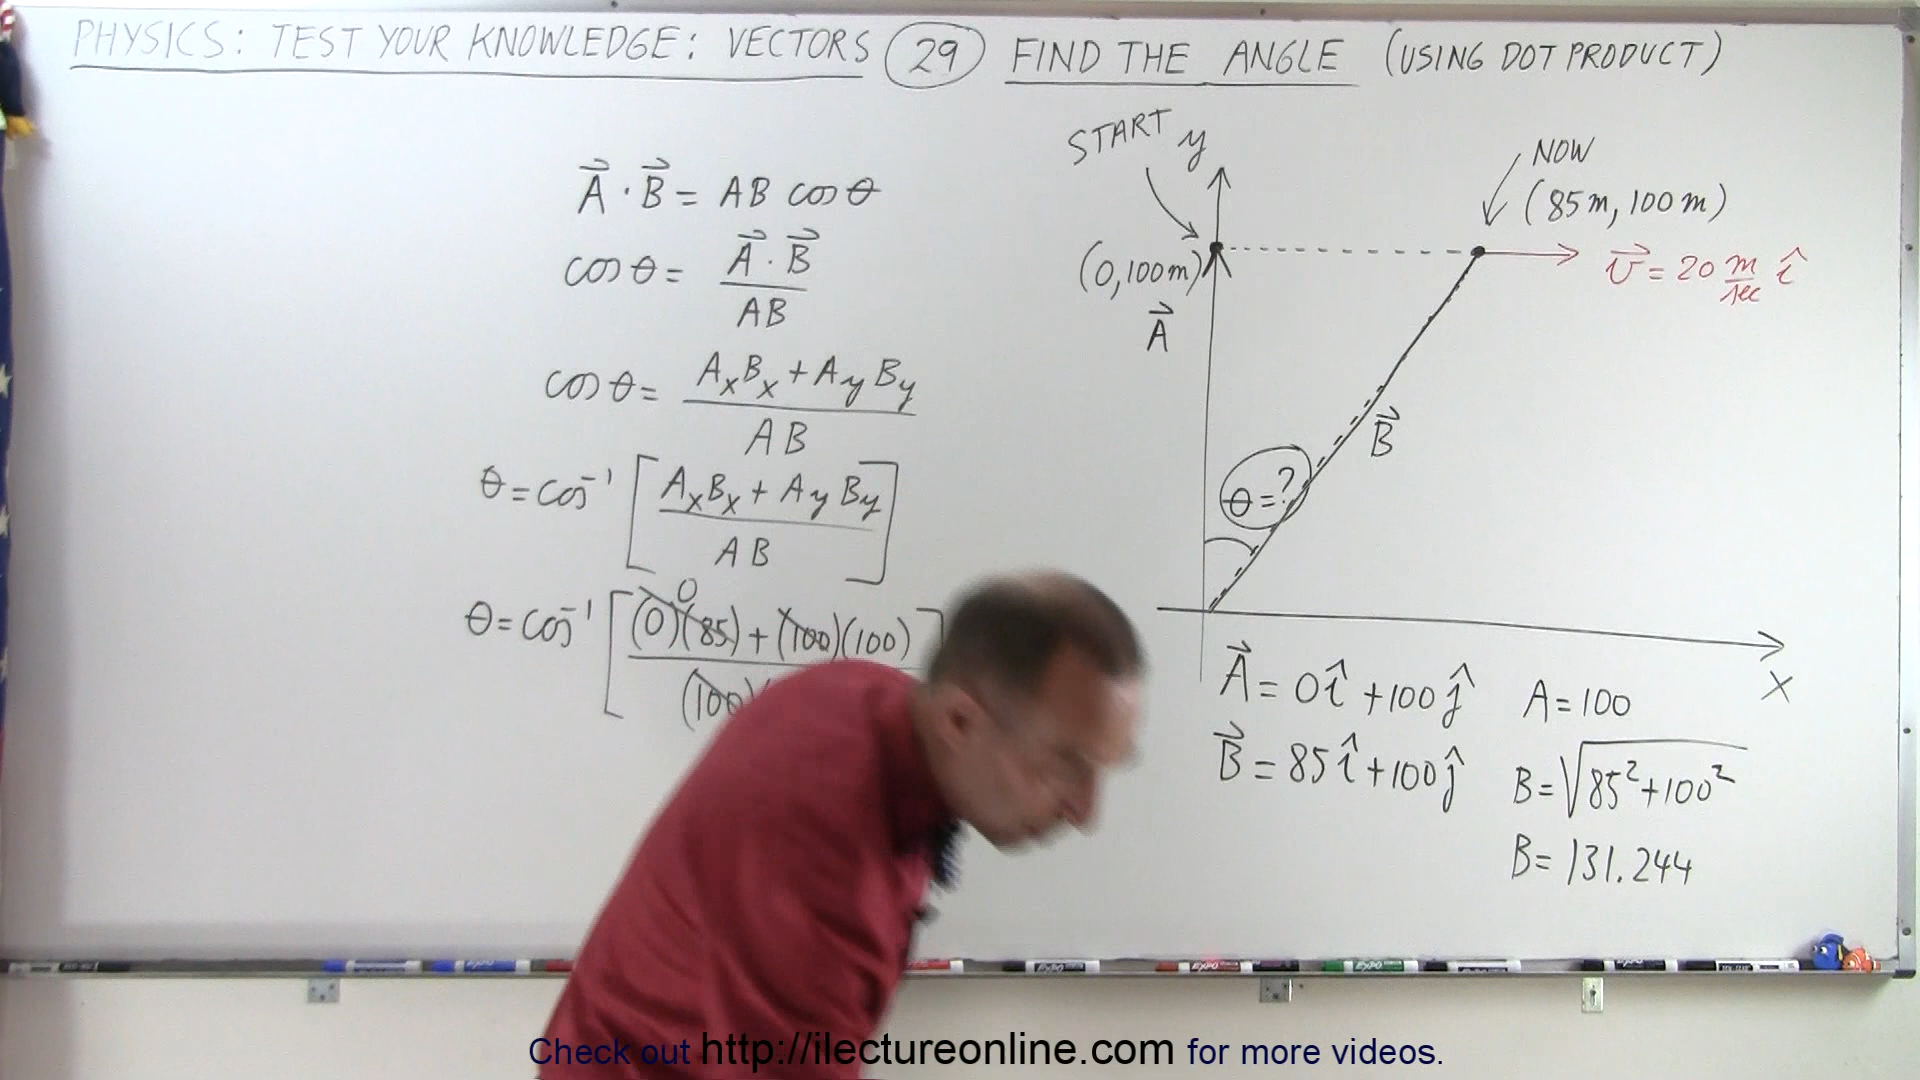 PHYSICS: TEST YOUR KNOWLEDGE: VECTORS 29 FIND THE ANGLE (USING DOT PRODUCT)
A⃗ · B⃗ = AB cos θ
cos θ = A⃗ · B⃗ / AB
cos θ = AxBx + AyBy / AB
θ = cos⁻¹ [AxBx + AyBy / AB]
θ = cos⁻¹ [(0)(85) + (100)(100) / (100)
0
START
y
NOW
(85m, 100m)
(0, 100m)
v⃗ = 20 m/sec î
A⃗
B⃗
θ = ?
x
A⃗ = 0î + 100ĵ
A = 100
B⃗ = 85î + 100ĵ
B = √85² + 100²
B = 131.244
EXPO
EXPO
EXPO
Check out http://ilectureonline.com for more videos.